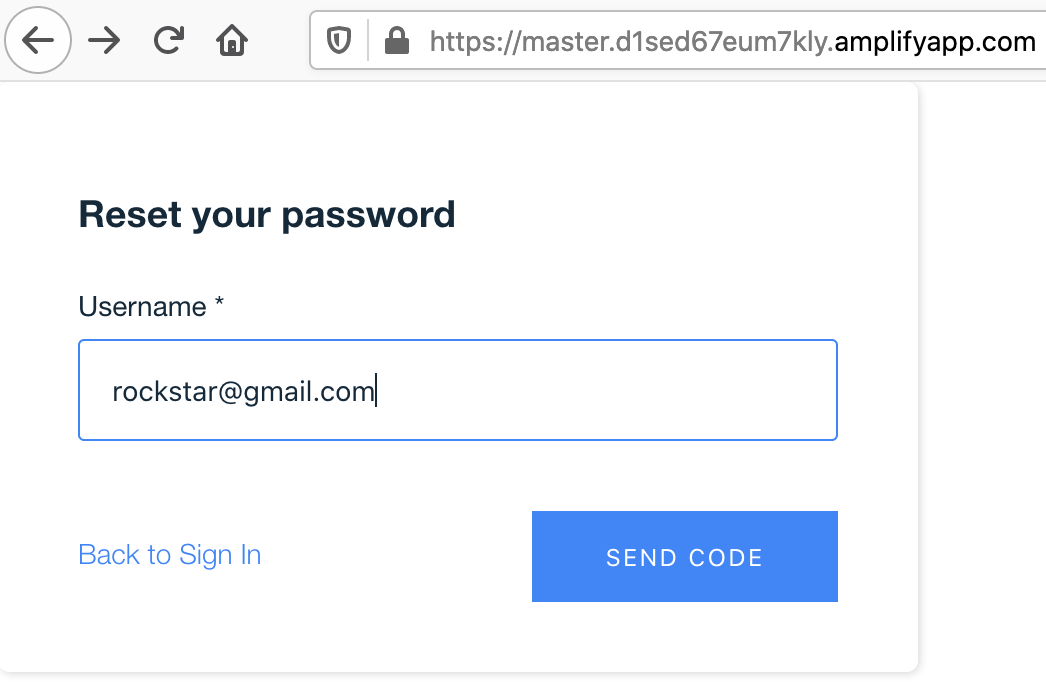 https://master.d1sed67eum7kly.amplifyapp.com
Reset your password
Username *
rockstar@gmail.com
Back to Sign In
SEND CODE